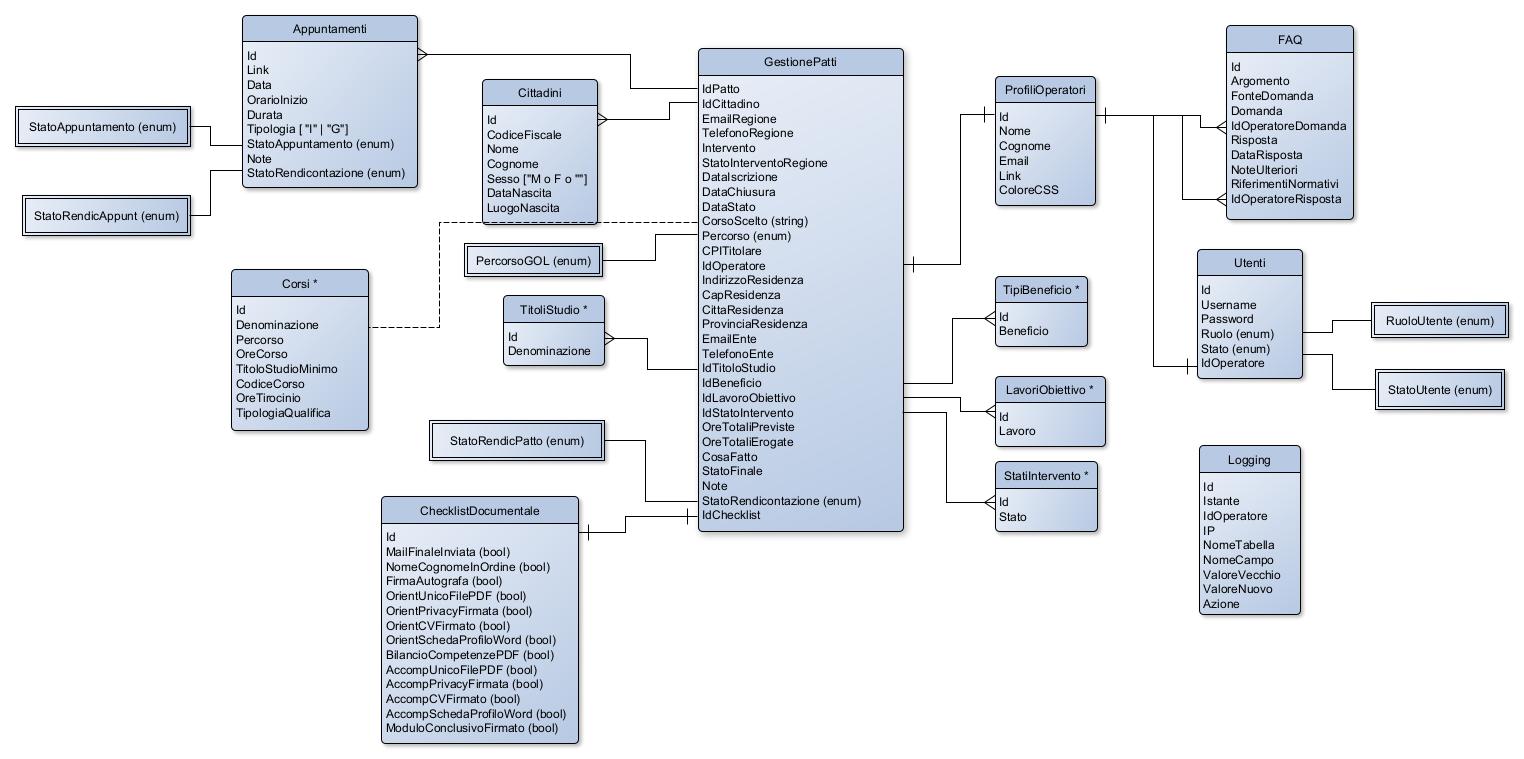 Appuntamenti
Id
Link
Data
OrarioInizio
Durata
Tipologia [ "I" | "G"]
StatoAppuntamento (enum)
Note
StatoRendicontazione (enum)
StatoAppuntamento (enum)
StatoRendicAppunt (enum)
Cittadini
Id
CodiceFiscale
Nome
Cognome
Sesso ["M o F o ""]
DataNascita
LuogoNascita
PercorsoGOL (enum)
Corsi *
Id
Denominazione
Percorso
OreCorso
TitoloStudioMinimo
CodiceCorso
OreTirocinio
TipologiaQualifica
TitoliStudio *
Id
Denominazione
StatoRendicPatto (enum)
ChecklistDocumentale
Id
MailFinaleInviata (bool)
NomeCognomeInOrdine (bool)
FirmaAutografa (bool)
OrientUnicoFilePDF (bool)
OrientPrivacyFirmata (bool)
OrientCVFirmato (bool)
OrientSchedaProfiloWord (bool)
BilancioCompetenzePDF (bool)
AccompUnicoFilePDF (bool)
AccompPrivacyFirmata (bool)
AccompCVFirmato (bool)
AccompSchedaProfiloWord (bool)
ModuloConclusivoFirmato (bool)
GestionePatti
IdPatto
IdCittadino
EmailRegione
TelefonoRegione
Intervento
StatoInterventoRegione
DataIscrizione
DataChiusura
DataStato
CorsoScelto (string)
Percorso (enum)
CPITitolare
IdOperatore
IndirizzoResidenza
CapResidenza
CittaResidenza
ProvinciaResidenza
EmailEnte
TelefonoEnte
IdTitoloStudio
IdBeneficio
IdLavoroObiettivo
IdStatoIntervento
OreTotaliPreviste
OreTotaliErogate
CosaFatto
StatoFinale
Note
StatoRendicontazione (enum)
IdChecklist
ProfiliOperatori
Id
Nome
Cognome
Email
Link
ColoreCSS
TipiBeneficio *
Id
Beneficio
LavoriObiettivo *
Id
Lavoro
StatiIntervento *
Id
Stato
FAQ
Id
Argomento
FonteDomanda
Domanda
IdOperatoreDomanda
Risposta
DataRisposta
NoteUlteriori
RiferimentiNormativi
IdOperatoreRisposta
Utenti
Id
Username
Password
Ruolo (enum)
Stato (enum)
IdOperatore
RuoloUtente (enum)
StatoUtente (enum)
Logging
Id
Istante
IdOperatore
IP
NomeTabella
NomeCampo
ValoreVecchio
ValoreNuovo
Azione